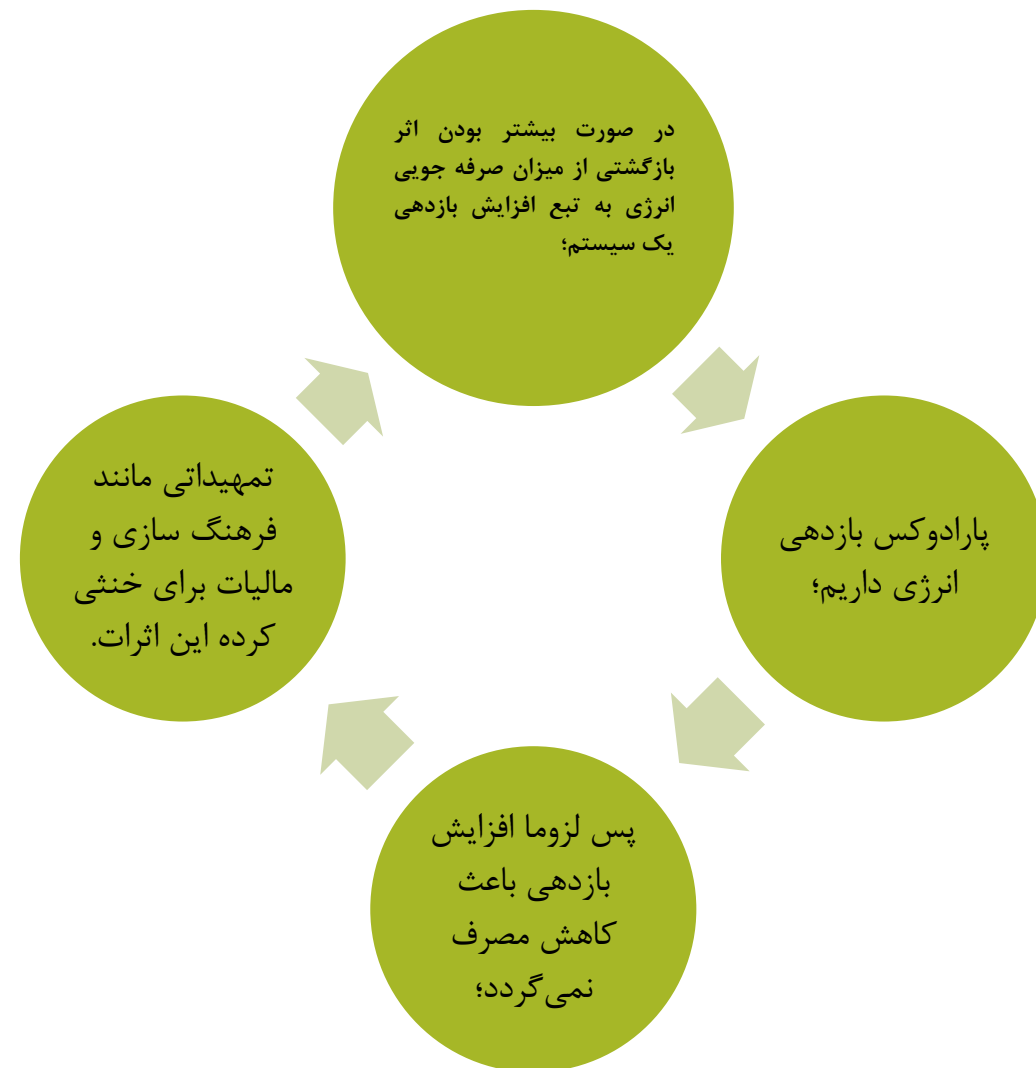 در صورت بیشتر بودن اثر
بازگشتی از میزان صرفه جویی
انرژی به تبع افزایش بازدهی
یک سیستم؛
پارادوکس بازدهی
انرژی داریم؛
پس لزوما افزایش
بازدهی باعث
کاهش مصرف
نمی‌گردد؛
تمهیداتی مانند
فرهنگ سازی و
مالیات برای خنثی
کرده این اثرات.